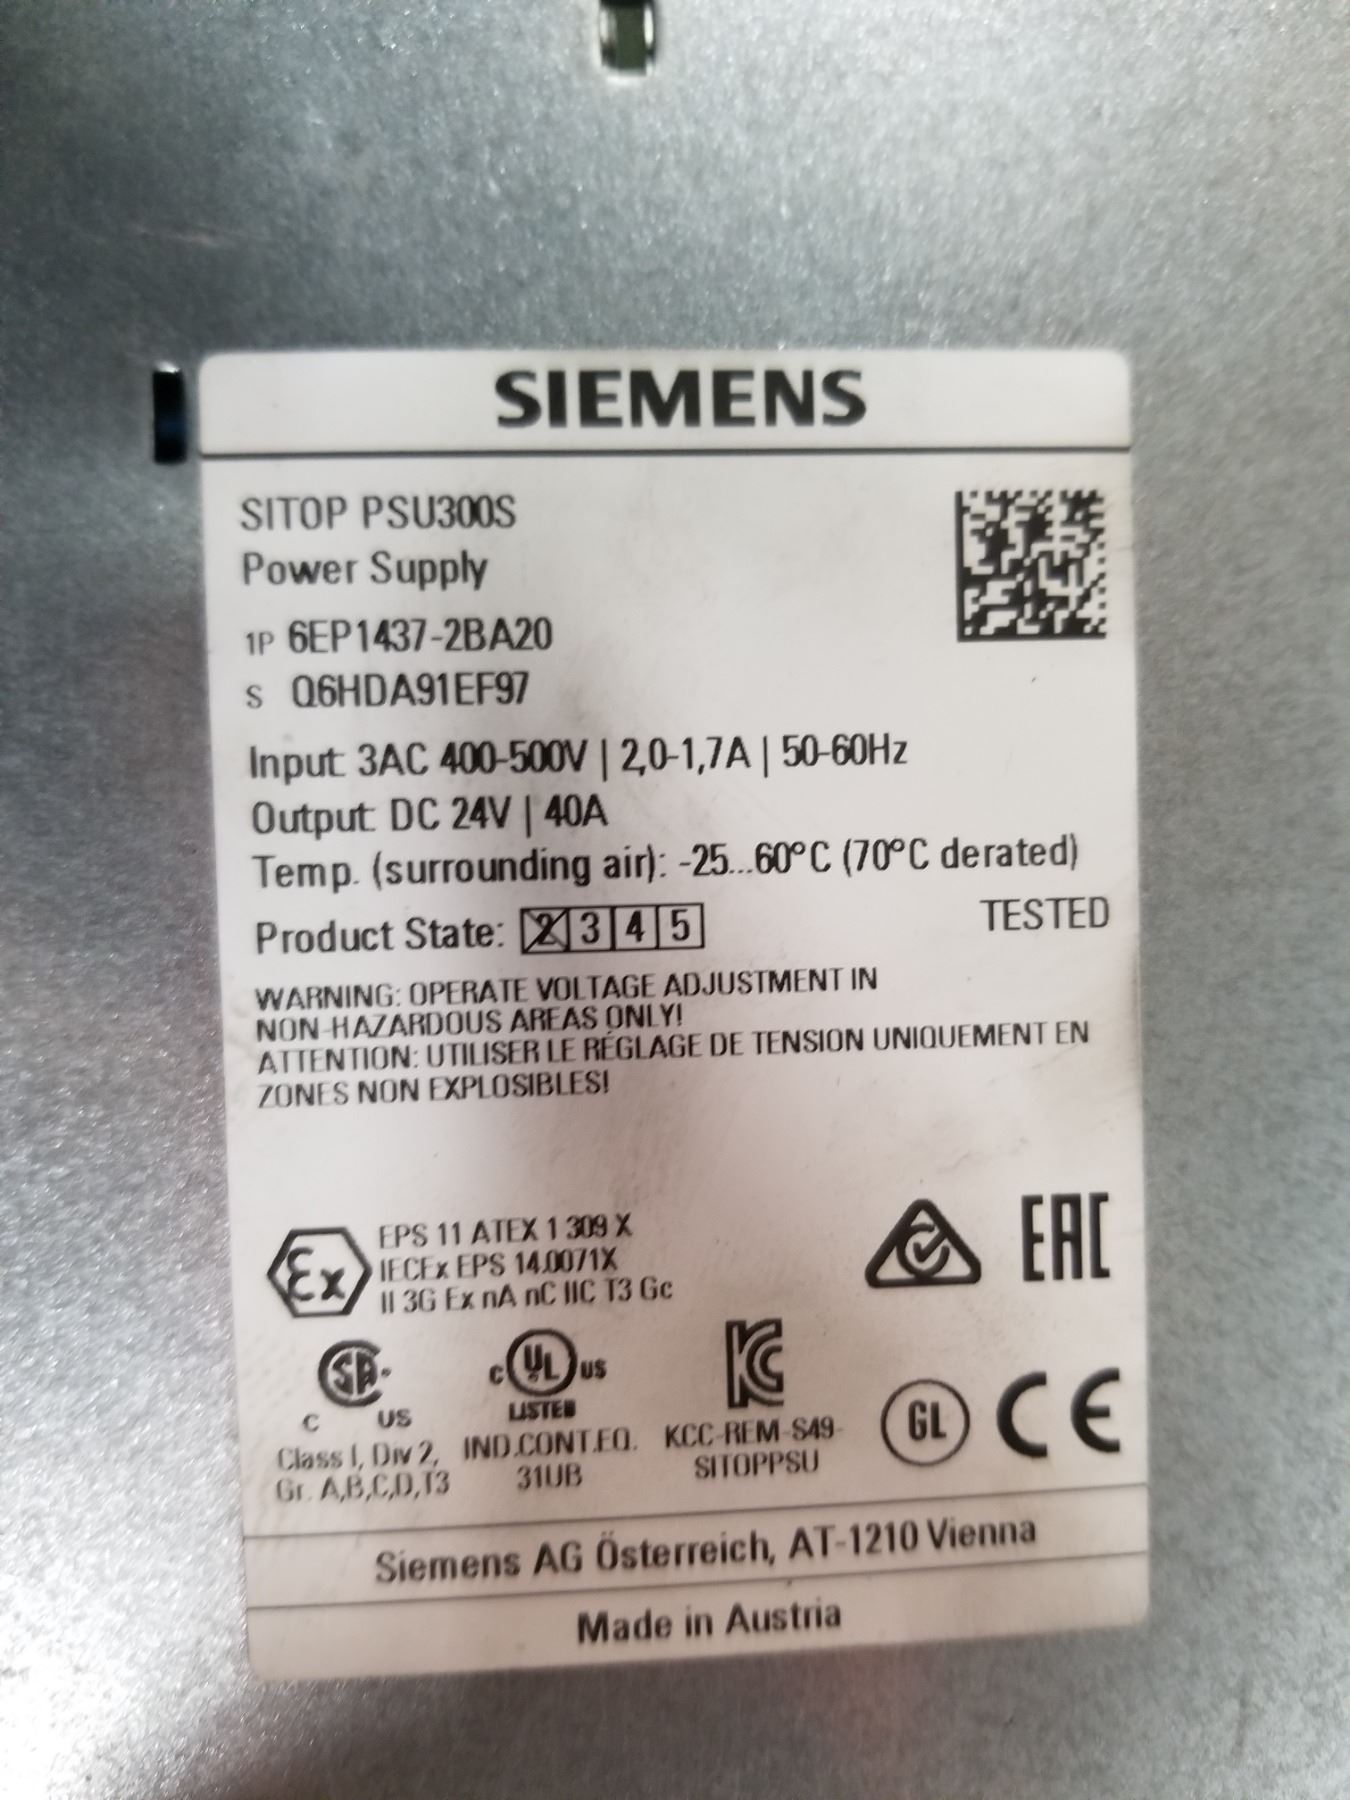 SIEMENS
SITOP PSU300S
Power Supply
1P 6EP1437-2BA20
S Q6HDA91EF97
Input: 3AC 400-500V | 2,0-1,7A | 50-60Hz
Output: DC 24V | 40A
Temp. (surrounding air): -25...60°C (70°C derated)
Product State: 2 3 4 5
TESTED
WARNING: OPERATE VOLTAGE ADJUSTMENT IN
NON-HAZARDOUS AREAS ONLY!
ATTENTION: UTILISER LE RÉGLAGE DE TENSION UNIQUEMENT EN
ZONES NON EXPLOSIBLES!
Ex
EPS 11 ATEX 1 309 X
IECEx EPS 14.0071X
II 3G Ex nA nC IIC T3 Gc
EAC
SA
C US
Class I, Div 2,
Gr. A,B,C,D,T3
c UL us
LISTED
IND.CONT.EQ.
31UB
KC
KCC-REM-S49-
SITOPPSU
GL
CE
Siemens AG Österreich, AT-1210 Vienna
Made in Austria